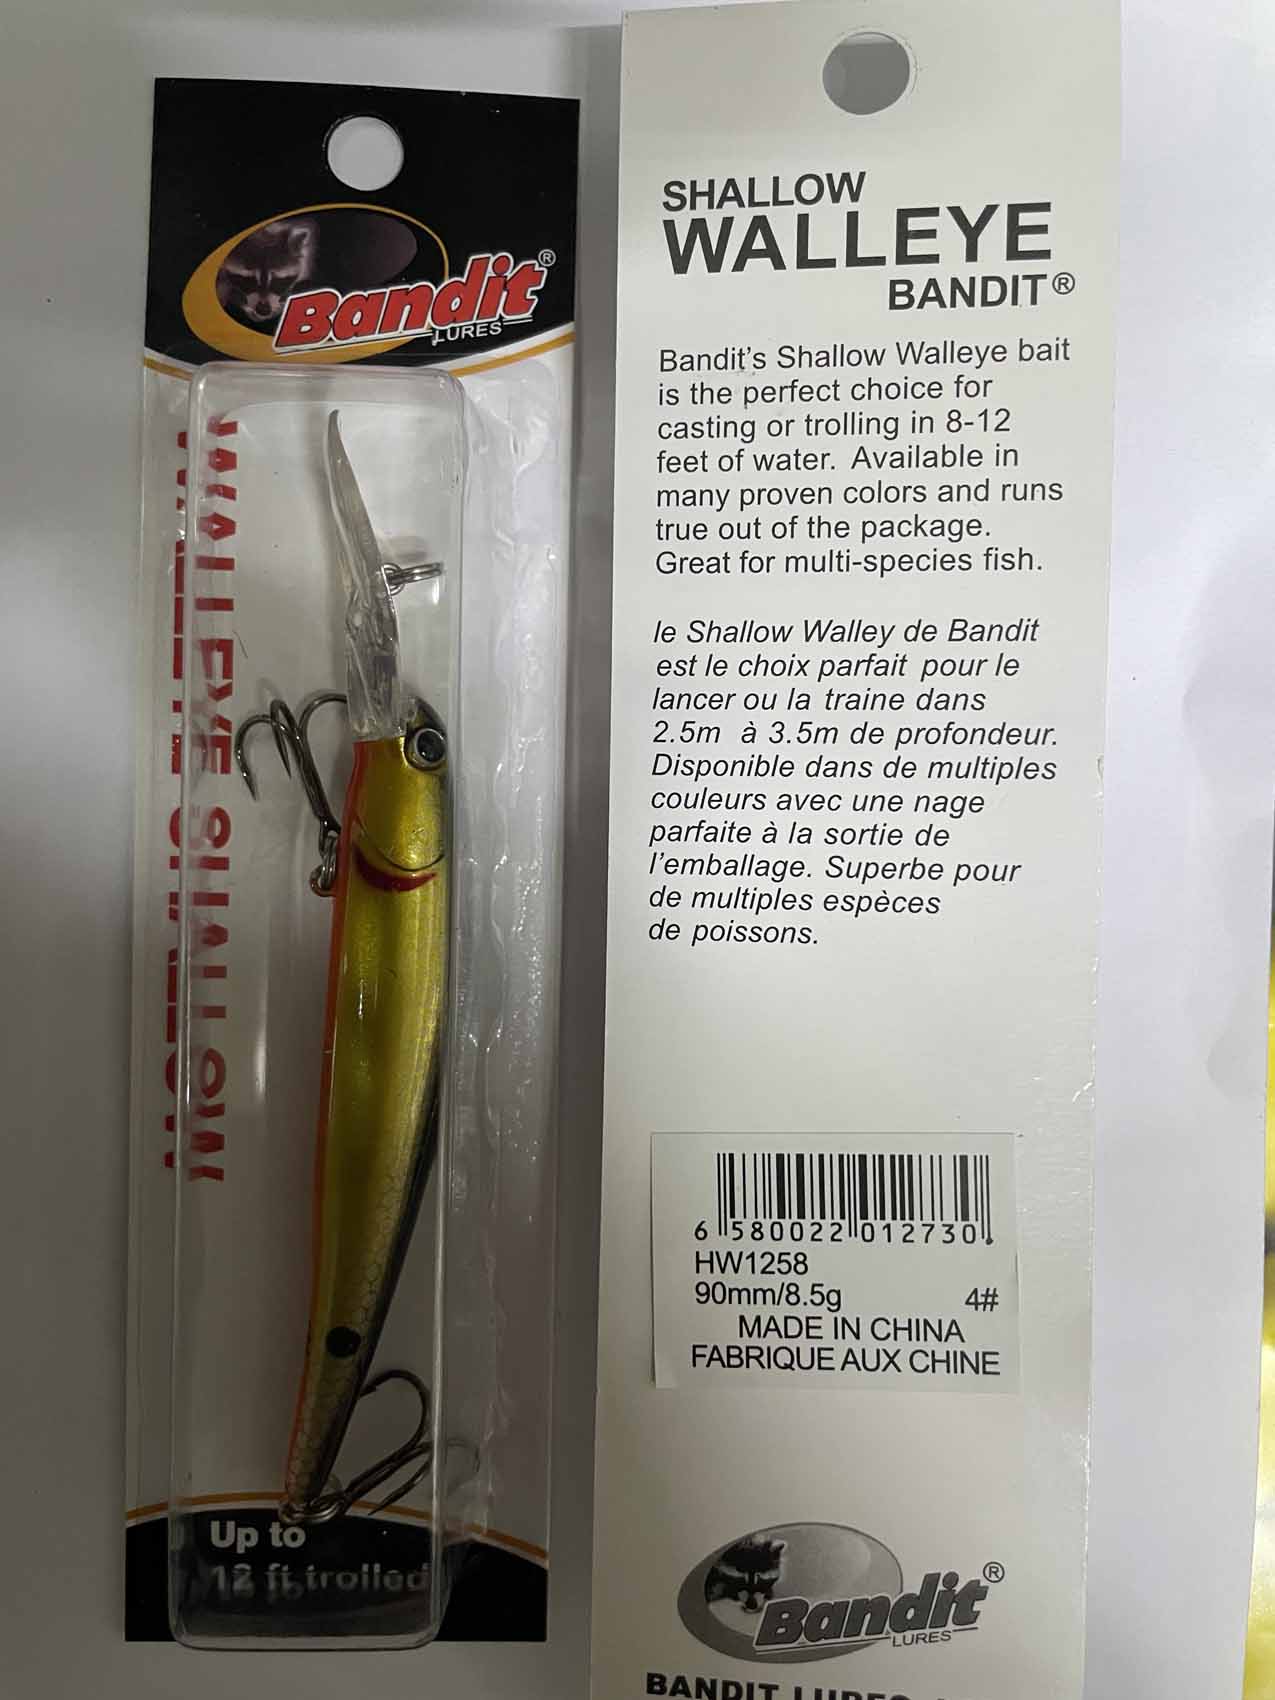 Bandit®
LURES
WALLEYE SHALLOW
Up to
12 ft trolled
SHALLOW
WALLEYE
BANDIT®
Bandit's Shallow Walleye bait
is the perfect choice for
casting or trolling in 8-12
feet of water. Available in
many proven colors and runs
true out of the package.
Great for multi-species fish.
le Shallow Walley de Bandit
est le choix parfait pour le
lancer ou la traine dans
2.5m à 3.5m de profondeur.
Disponible dans de multiples
couleurs avec une nage
parfaite à la sortie de
l'emballage. Superbe pour
de multiples espèces
de poissons.
6 580022 012730
HW1258
90mm/8.5g 4#
MADE IN CHINA
FABRIQUE AUX CHINE
Bandit®
LURES
BANDIT LURES